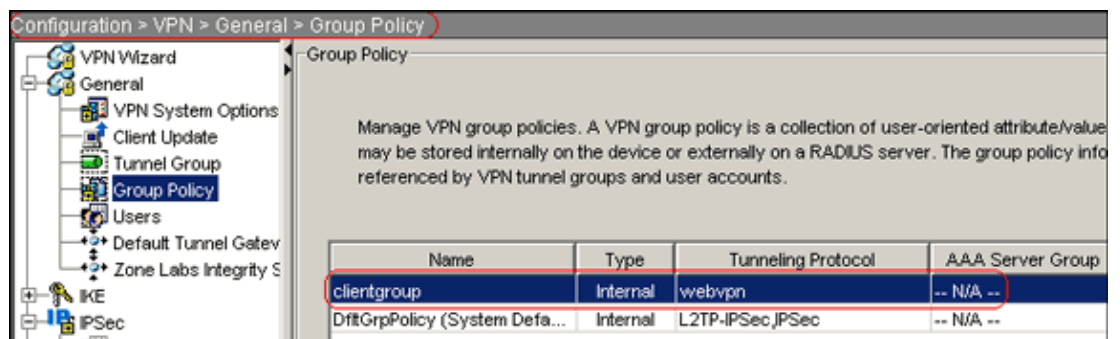 Configuration > VPN > General > Group Policy
VPN Wizard
General
VPN System Options
Client Update
Tunnel Group
Group Policy
Users
Default Tunnel Gatev
Zone Labs Integrity S
IKE
IPSec
Group Policy
Manage VPN group policies. A VPN group policy is a collection of user-oriented attribute/value
may be stored internally on the device or externally on a RADIUS server. The group policy info
referenced by VPN tunnel groups and user accounts.
Name Type Tunneling Protocol AAA Server Group
clientgroup Internal webvpn -- N/A --
DfltGrpPolicy (System Defa... Internal L2TP-IPSec,IPSec -- N/A --